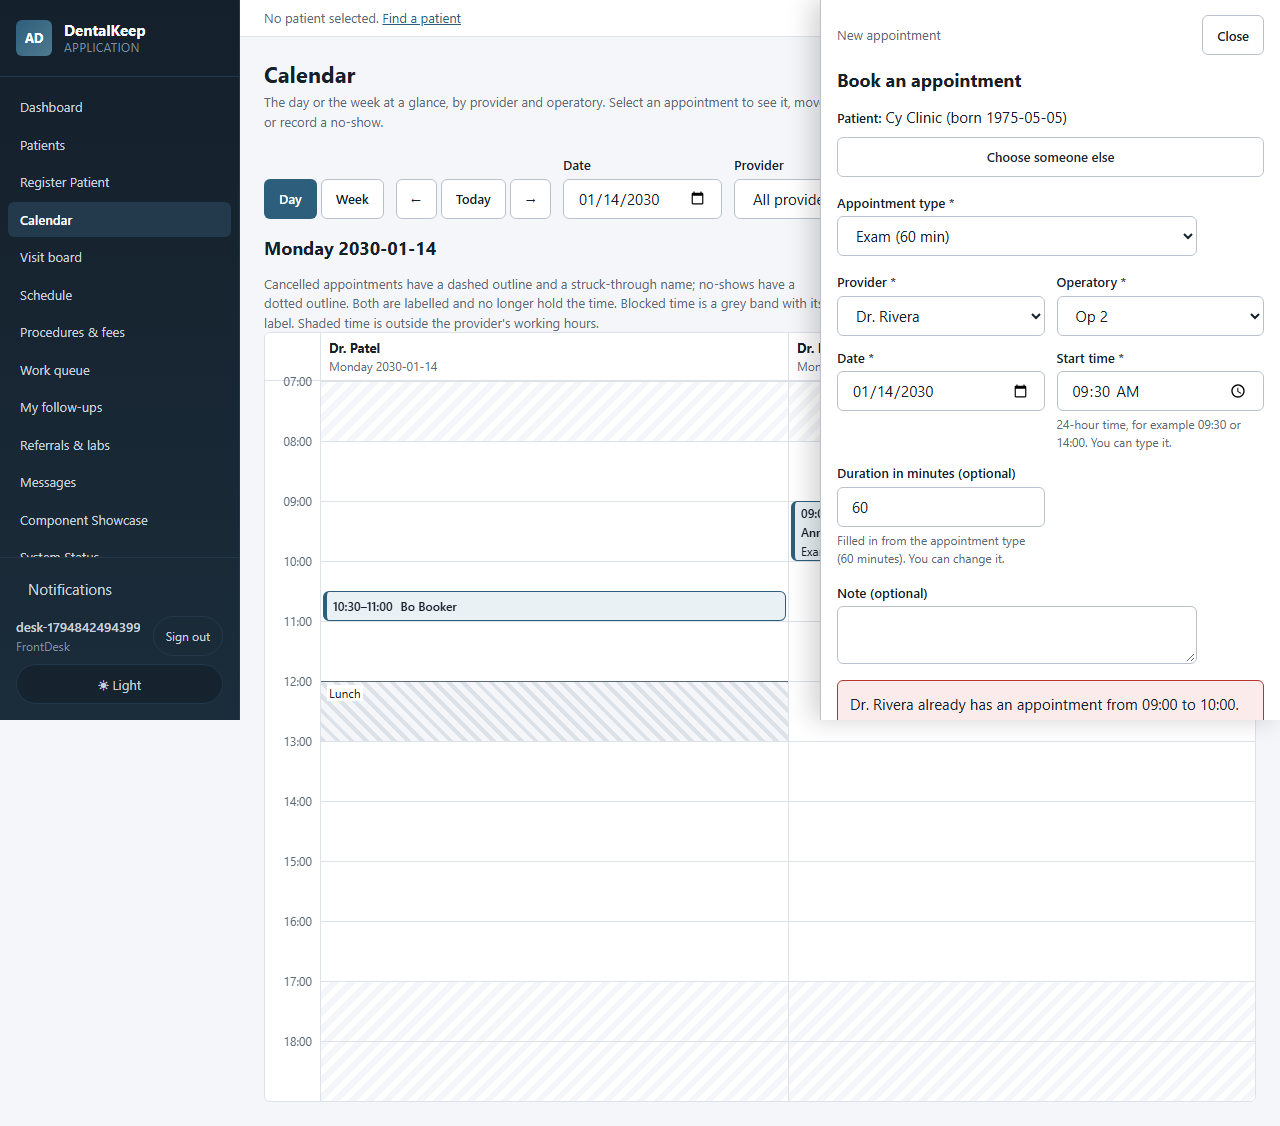 AD
DentalKeep
APPLICATION
Dashboard
Patients
Register Patient
Calendar
Visit board
Schedule
Procedures & fees
Work queue
My follow-ups
Referrals & labs
Messages
Component Showcase
System Status
Notifications
desk-1794842494399
FrontDesk
Sign out
☀ Light
No patient selected. Find a patient
Calendar
The day or the week at a glance, by provider and operatory. Select an appointment to see it, mov
or record a no-show.
Date
Provider
Day
Week
←
Today
→
01/14/2030
All provide
Monday 2030-01-14
Cancelled appointments have a dashed outline and a struck-through name; no-shows have a
dotted outline. Both are labelled and no longer hold the time. Blocked time is a grey band with its
label. Shaded time is outside the provider's working hours.
Dr. Patel
Monday 2030-01-14
Dr.
Mon
07:00
08:00
09:00
09:0
Ann
Exa
10:00
10:30–11:00 Bo Booker
11:00
12:00
Lunch
13:00
14:00
15:00
16:00
17:00
18:00
New appointment
Close
Book an appointment
Patient: Cy Clinic (born 1975-05-05)
Choose someone else
Appointment type *
Exam (60 min)
Provider *
Operatory *
Dr. Rivera
Op 2
Date *
Start time *
01/14/2030
09:30 AM
24-hour time, for example 09:30 or
14:00. You can type it.
Duration in minutes (optional)
60
Filled in from the appointment type
(60 minutes). You can change it.
Note (optional)
Dr. Rivera already has an appointment from 09:00 to 10:00.